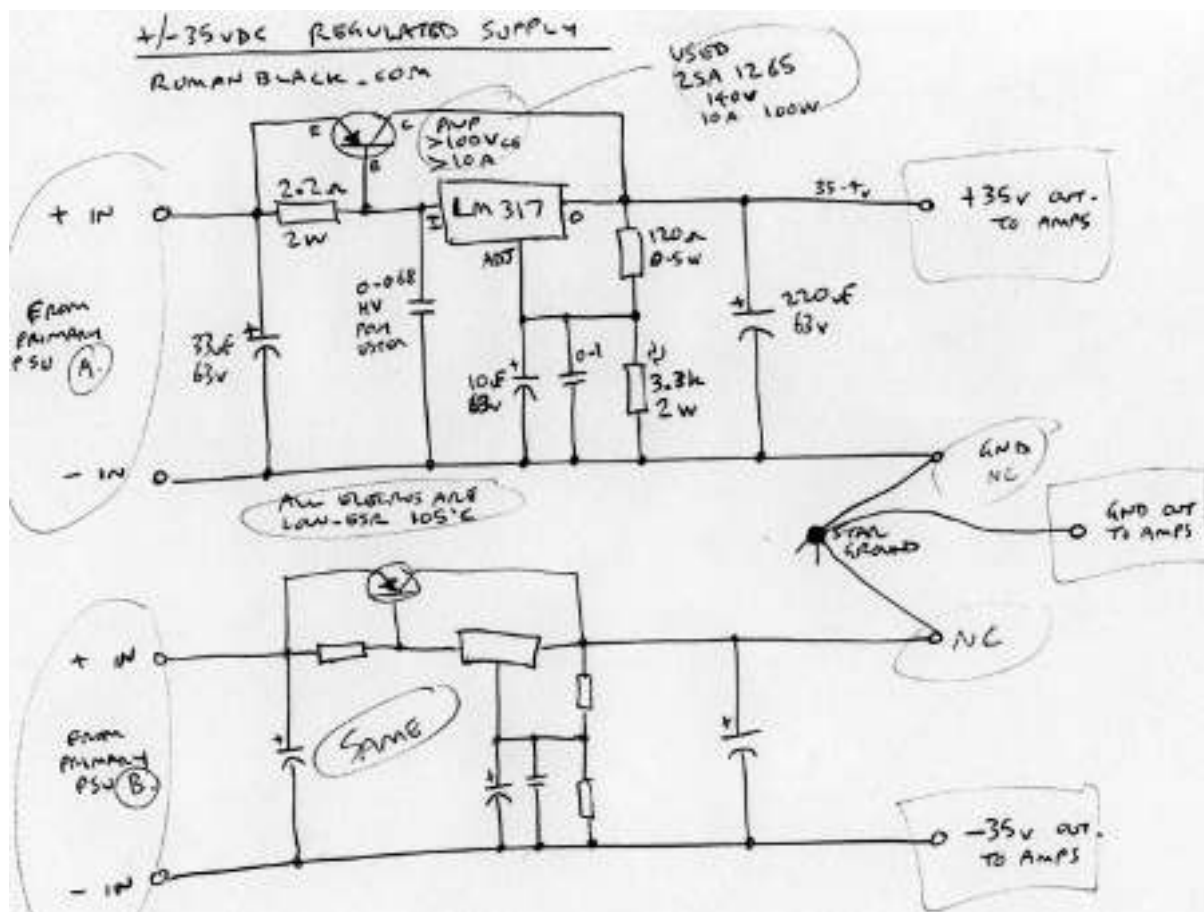 +/-35VDC REGULATED SUPPLY
ROMANBLACK.COM
USED
2SA 1265
140V
10A 100W
E
C
B
PNP
>100VCE
>10A
+ IN
2.2Ω
2W
I
LM317
O
ADJ
35.4V
+35V OUT.
TO AMPS
120Ω
0.5W
FROM
PRIMARY
PSU A.
33uF
63V
0.068
HV
10uF
63V
0.1
3.3k
2W
220uF
63V
- IN
ALL ELECTROS ARE
LOW-ESR 105°C
GND
NC
STAR
GROUND
GND OUT
TO AMPS
+ IN
NC
SAME
FROM
PRIMARY
PSU B.
- IN
-35V OUT.
TO AMPS